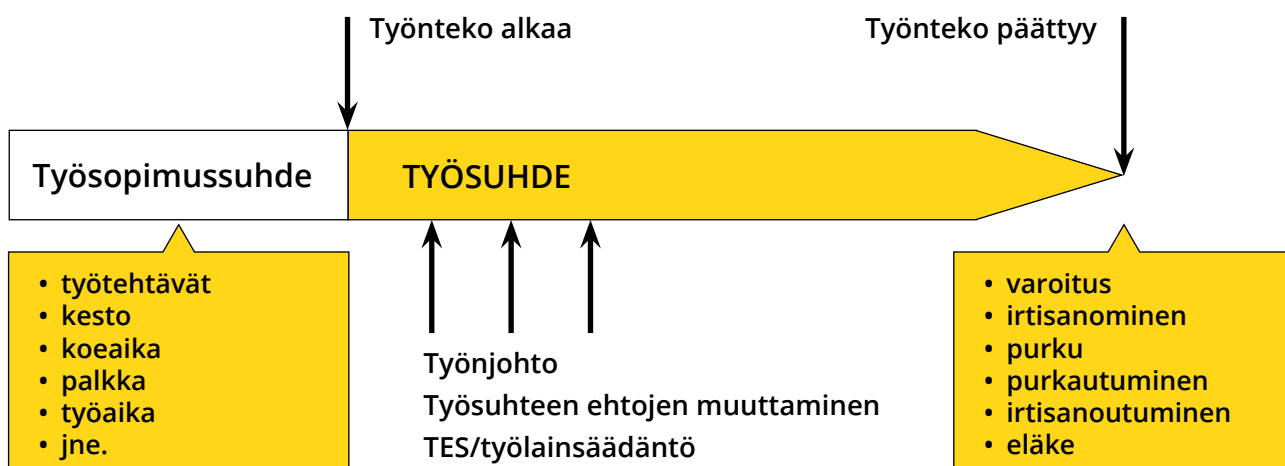 Työnteko alkaa
Työnteko päättyy
Työsopimussuhde
TYÖSUHDE
• työtehtävät
• kesto
• koeaika
• palkka
• työaika
• jne.
Työnjohto
Työsuhteen ehtojen muuttaminen
TES/työlainsäädäntö
• varoitus
• irtisanominen
• purku
• purkautuminen
• irtisanoutuminen
• eläke